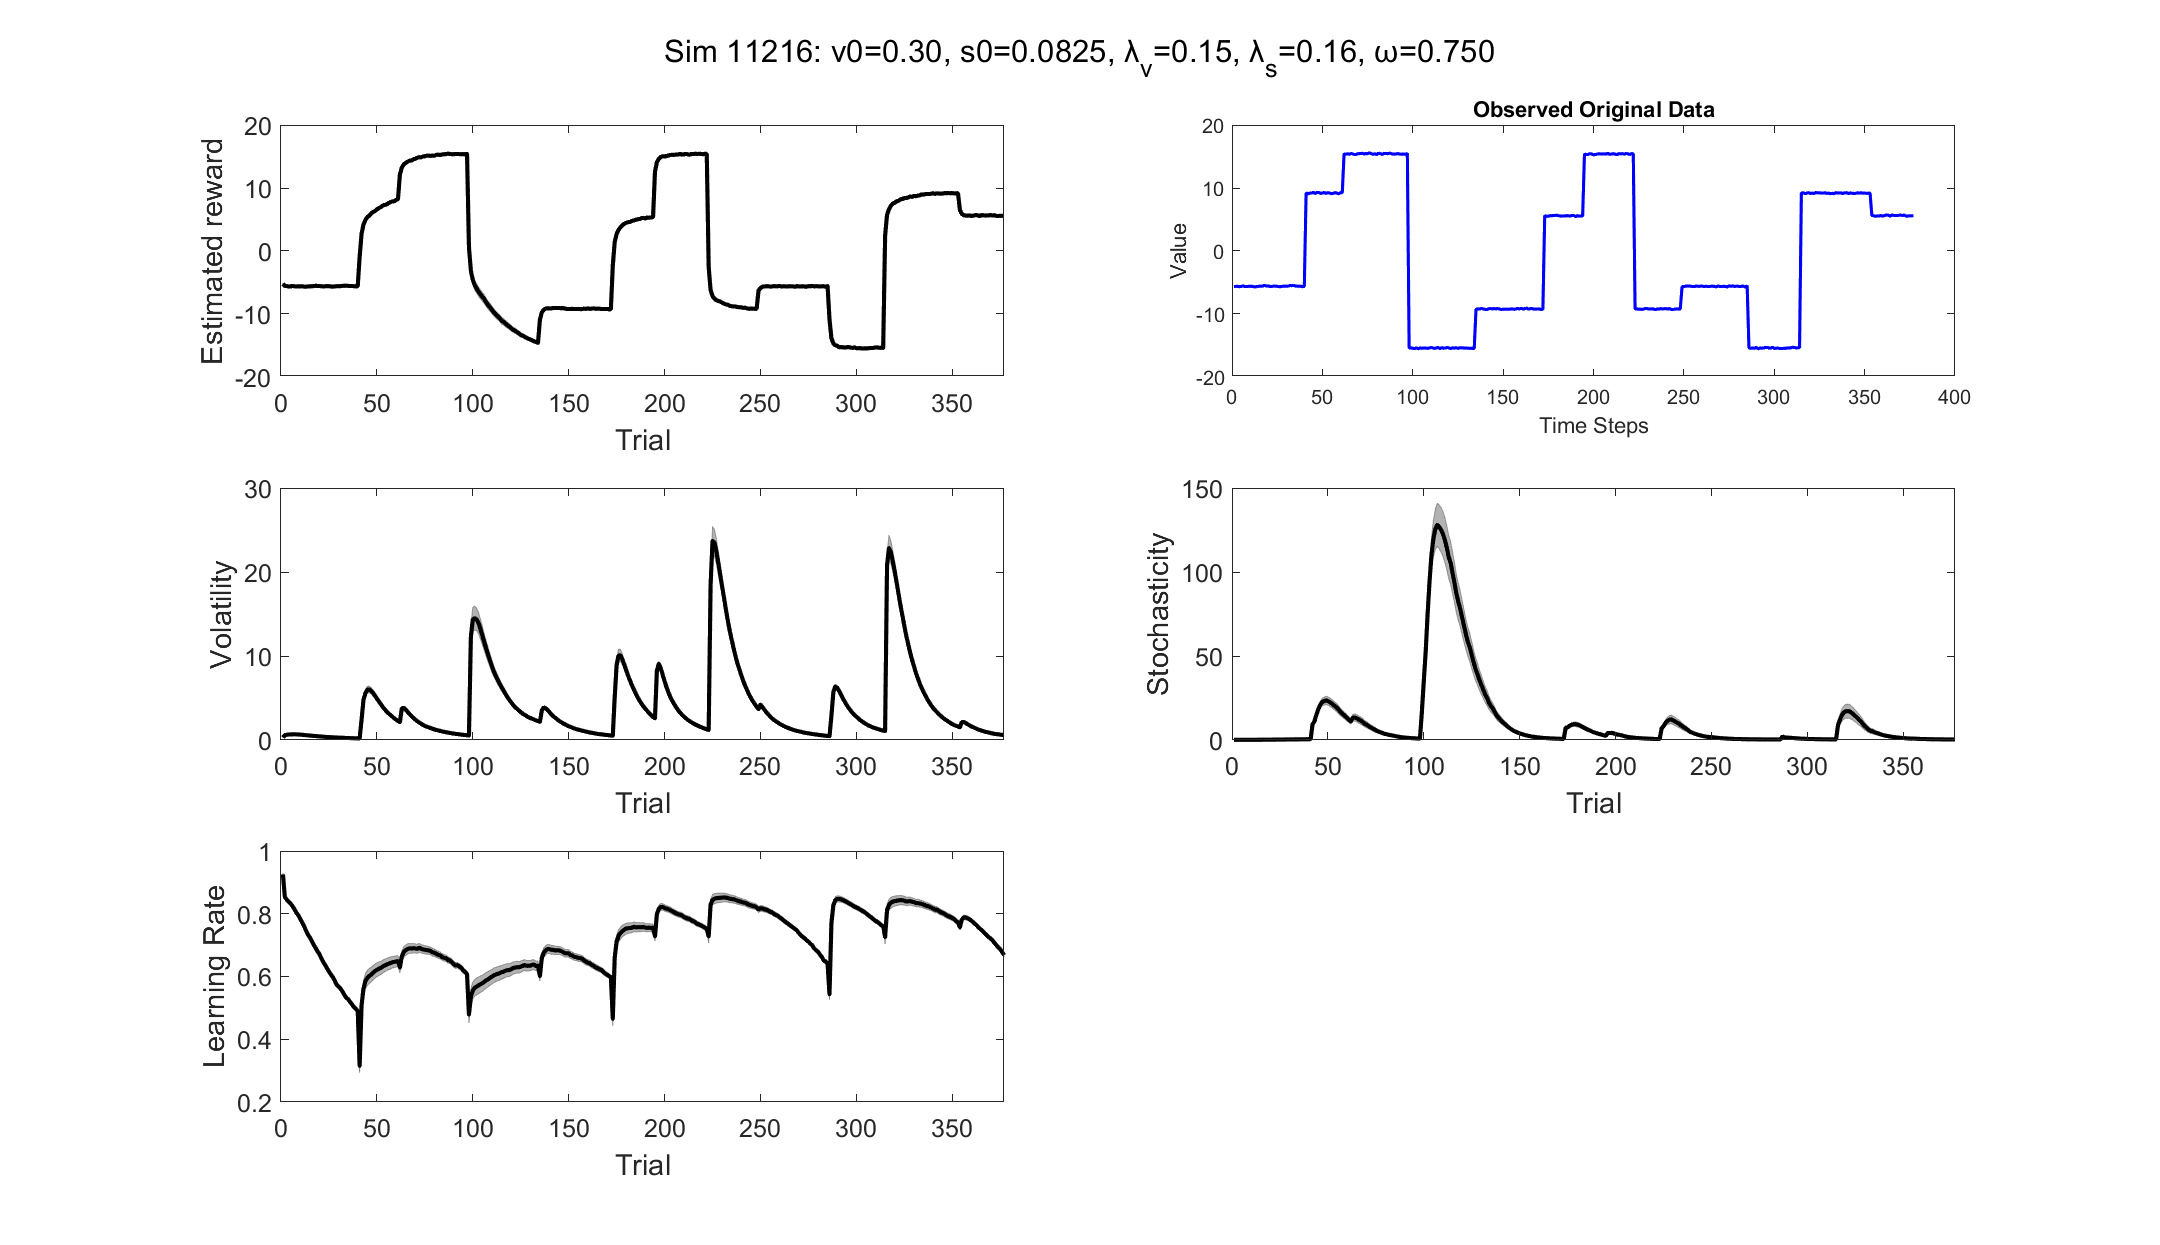 Sim 11216: v0=0.30, s0=0.0825, λ_v=0.15, λ_s=0.16, ω=0.750
Estimated reward
20
10
0
-10
-20
0 50 100 150 200 250 300 350
Trial
Observed Original Data
Value
20
10
0
-10
-20
0 50 100 150 200 250 300 350 400
Time Steps
Volatility
30
20
10
0
0 50 100 150 200 250 300 350
Trial
Stochasticity
150
100
50
0
0 50 100 150 200 250 300 350
Trial
Learning Rate
1
0.8
0.6
0.4
0.2
0 50 100 150 200 250 300 350
Trial